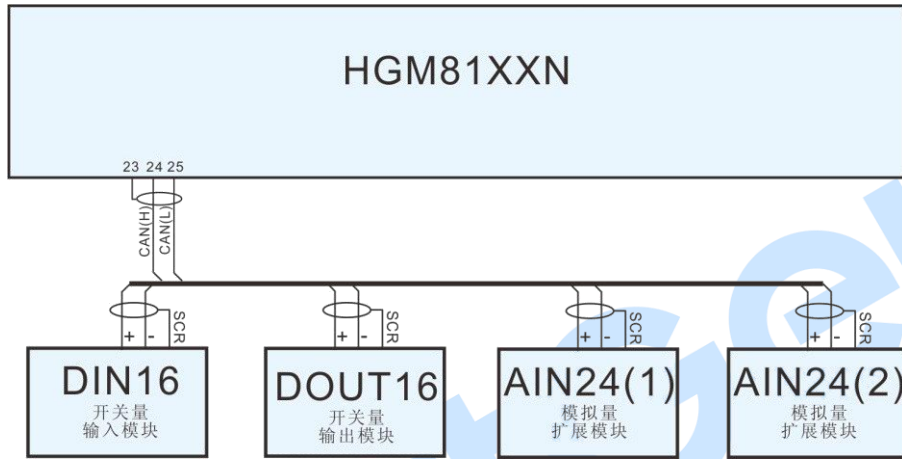 HGM81XXN
23 24 25
CAN(H)
CAN(L)
+ - SCR
+ - SCR
+ - SCR
+ - SCR
DIN16
开关量
输入模块
DOUT16
开关量
输出模块
AIN24(1)
模拟量
扩展模块
AIN24(2)
模拟量
扩展模块